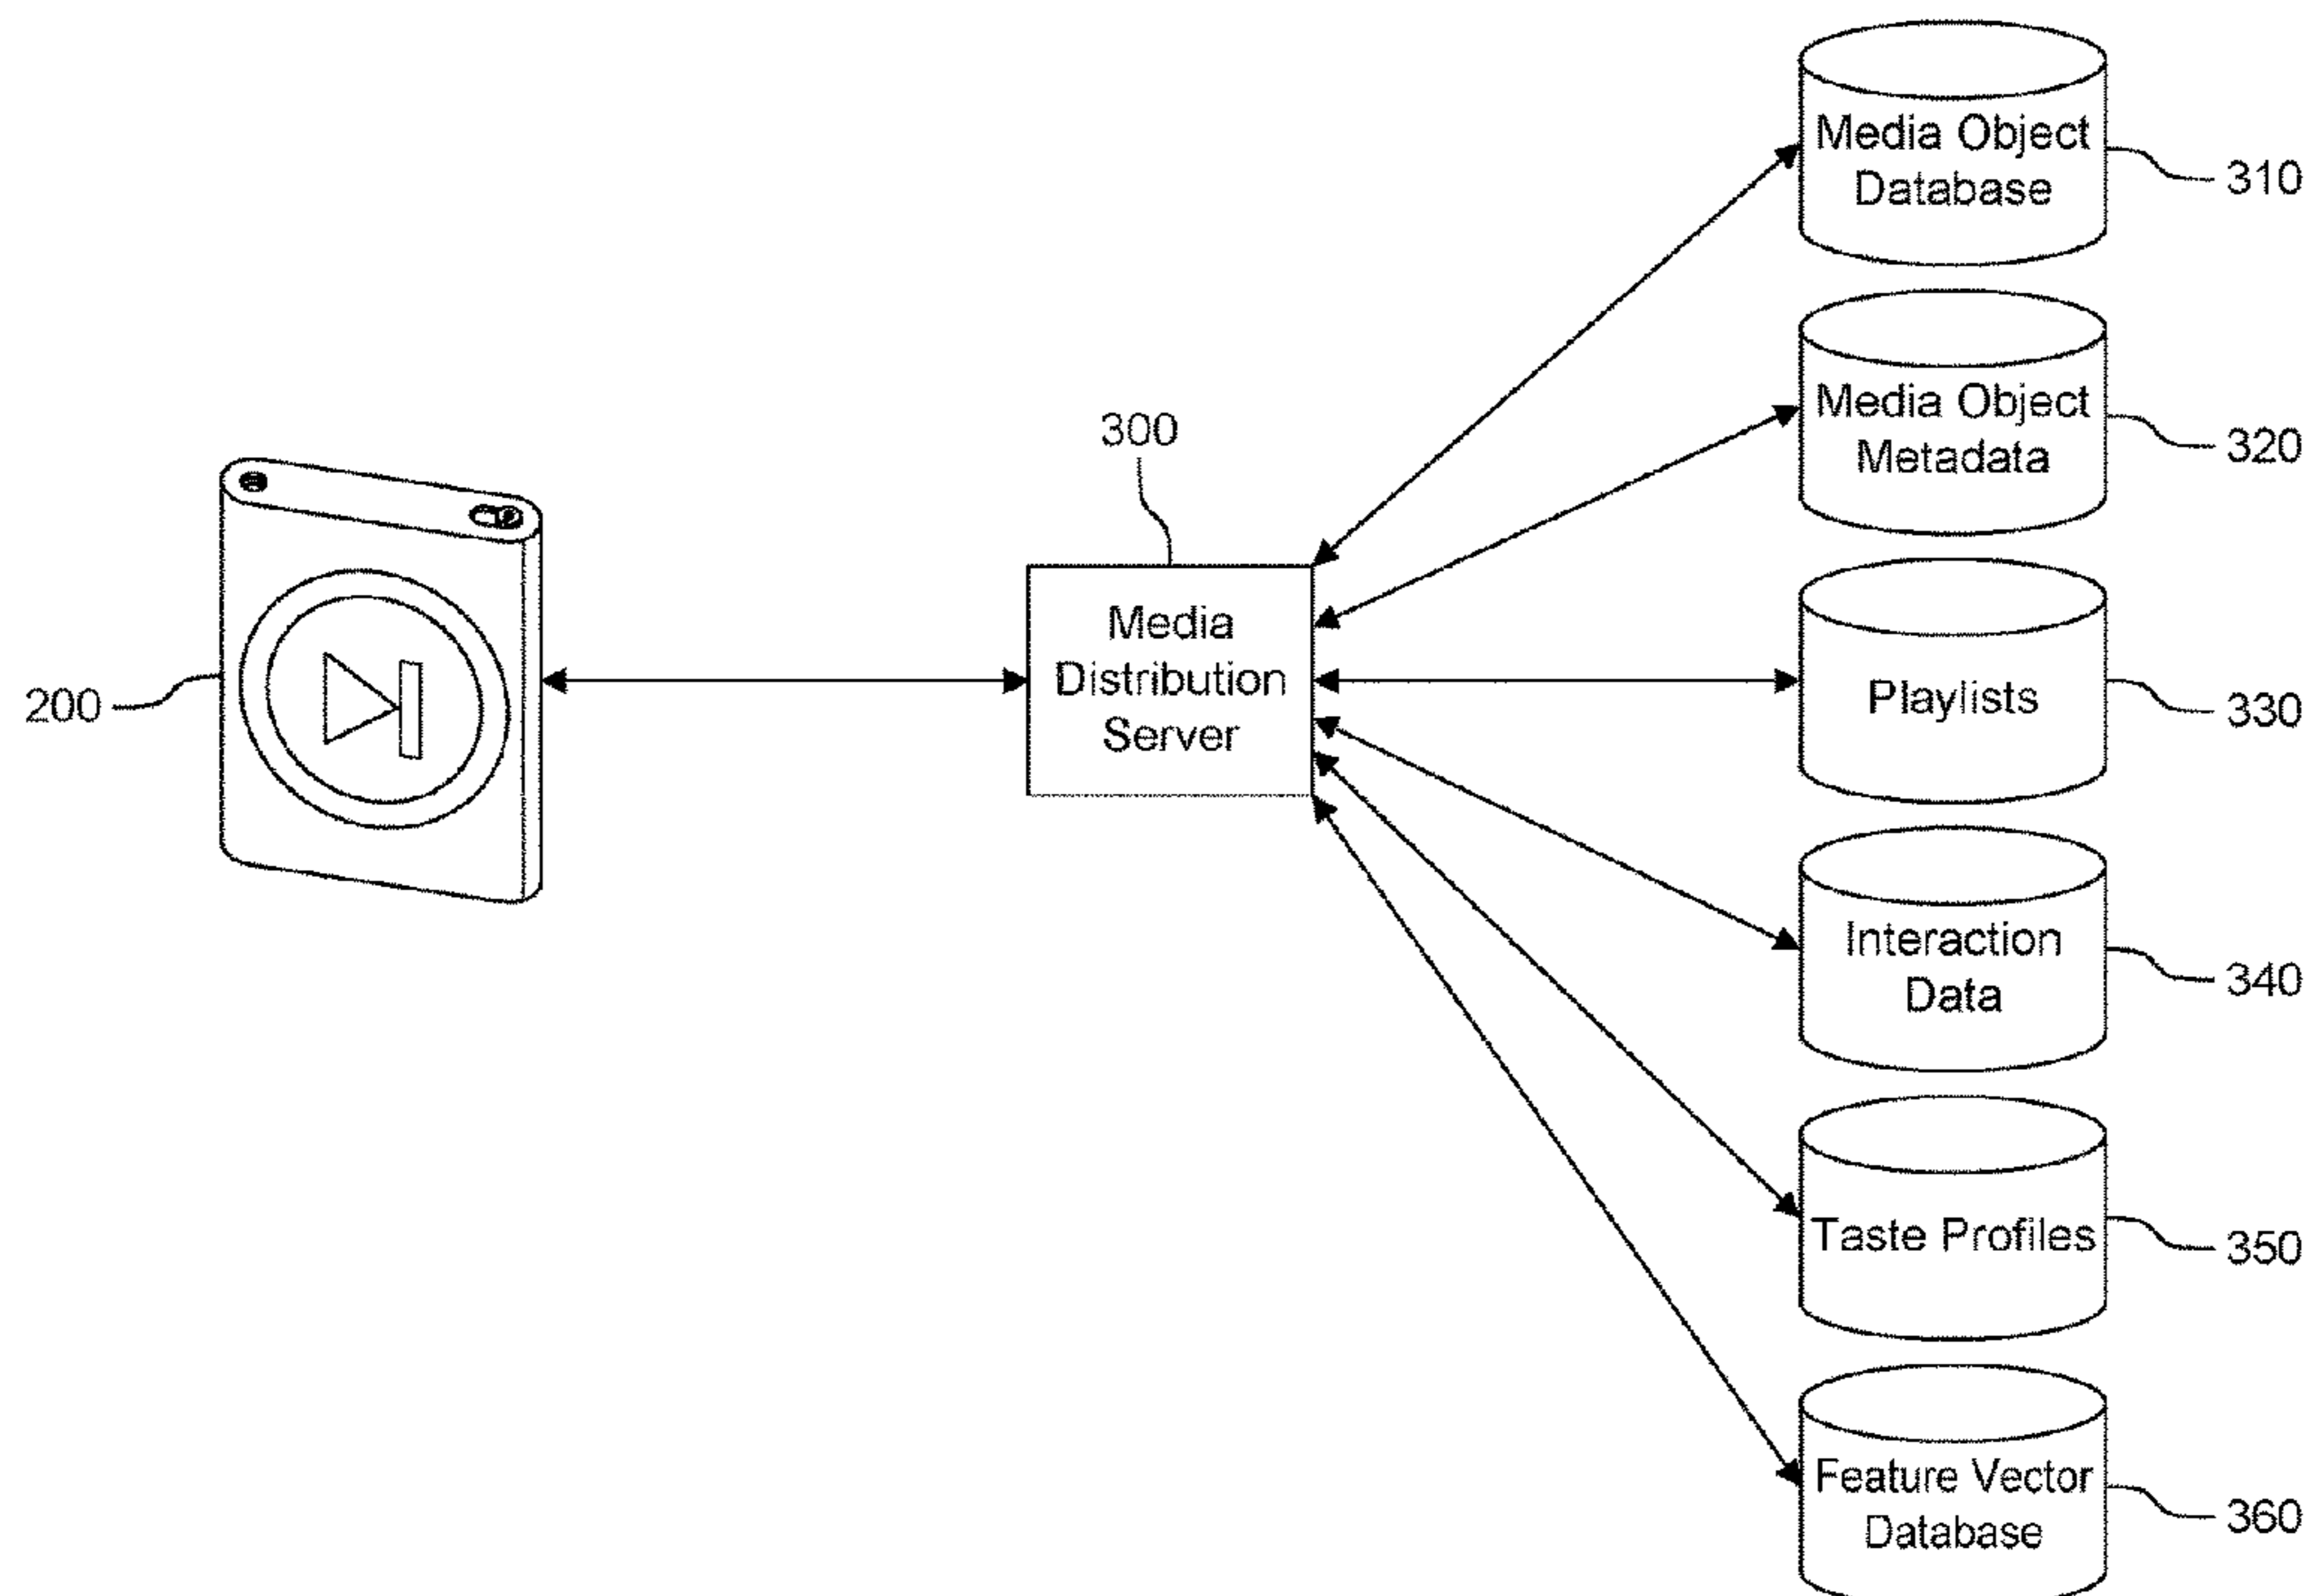 Media Object
Database
310
Media Object
Metadata
320
300
Media
Distribution
Server
200
Playlists
330
Interaction
Data
340
Taste Profiles
350
Feature Vector
Database
360